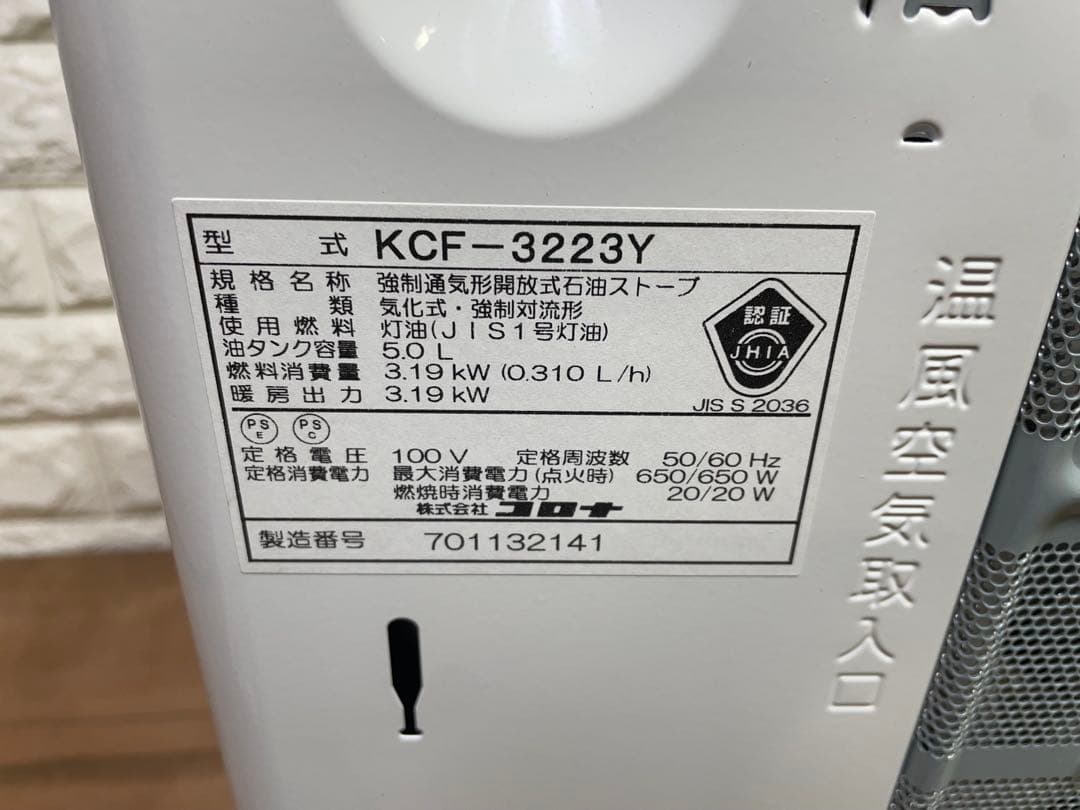 型式 KCF-3223Y
規格名称 強制通気形開放式石油ストーブ
種類 気化式・強制対流形
使用燃料 灯油(JIS1号灯油)
油タンク容量 5.0 L
燃料消費量 3.19 kW (0.310 L/h)
暖房出力 3.19 kW
認証
JHIA
JIS S 2036
PS E PS C
定格電圧 100 V 定格周波数 50/60 Hz
定格消費電力 最大消費電力(点火時) 650/650 W
燃焼時消費電力 20/20 W
株式会社 コロナ
製造番号 701132141
温風空気取入口